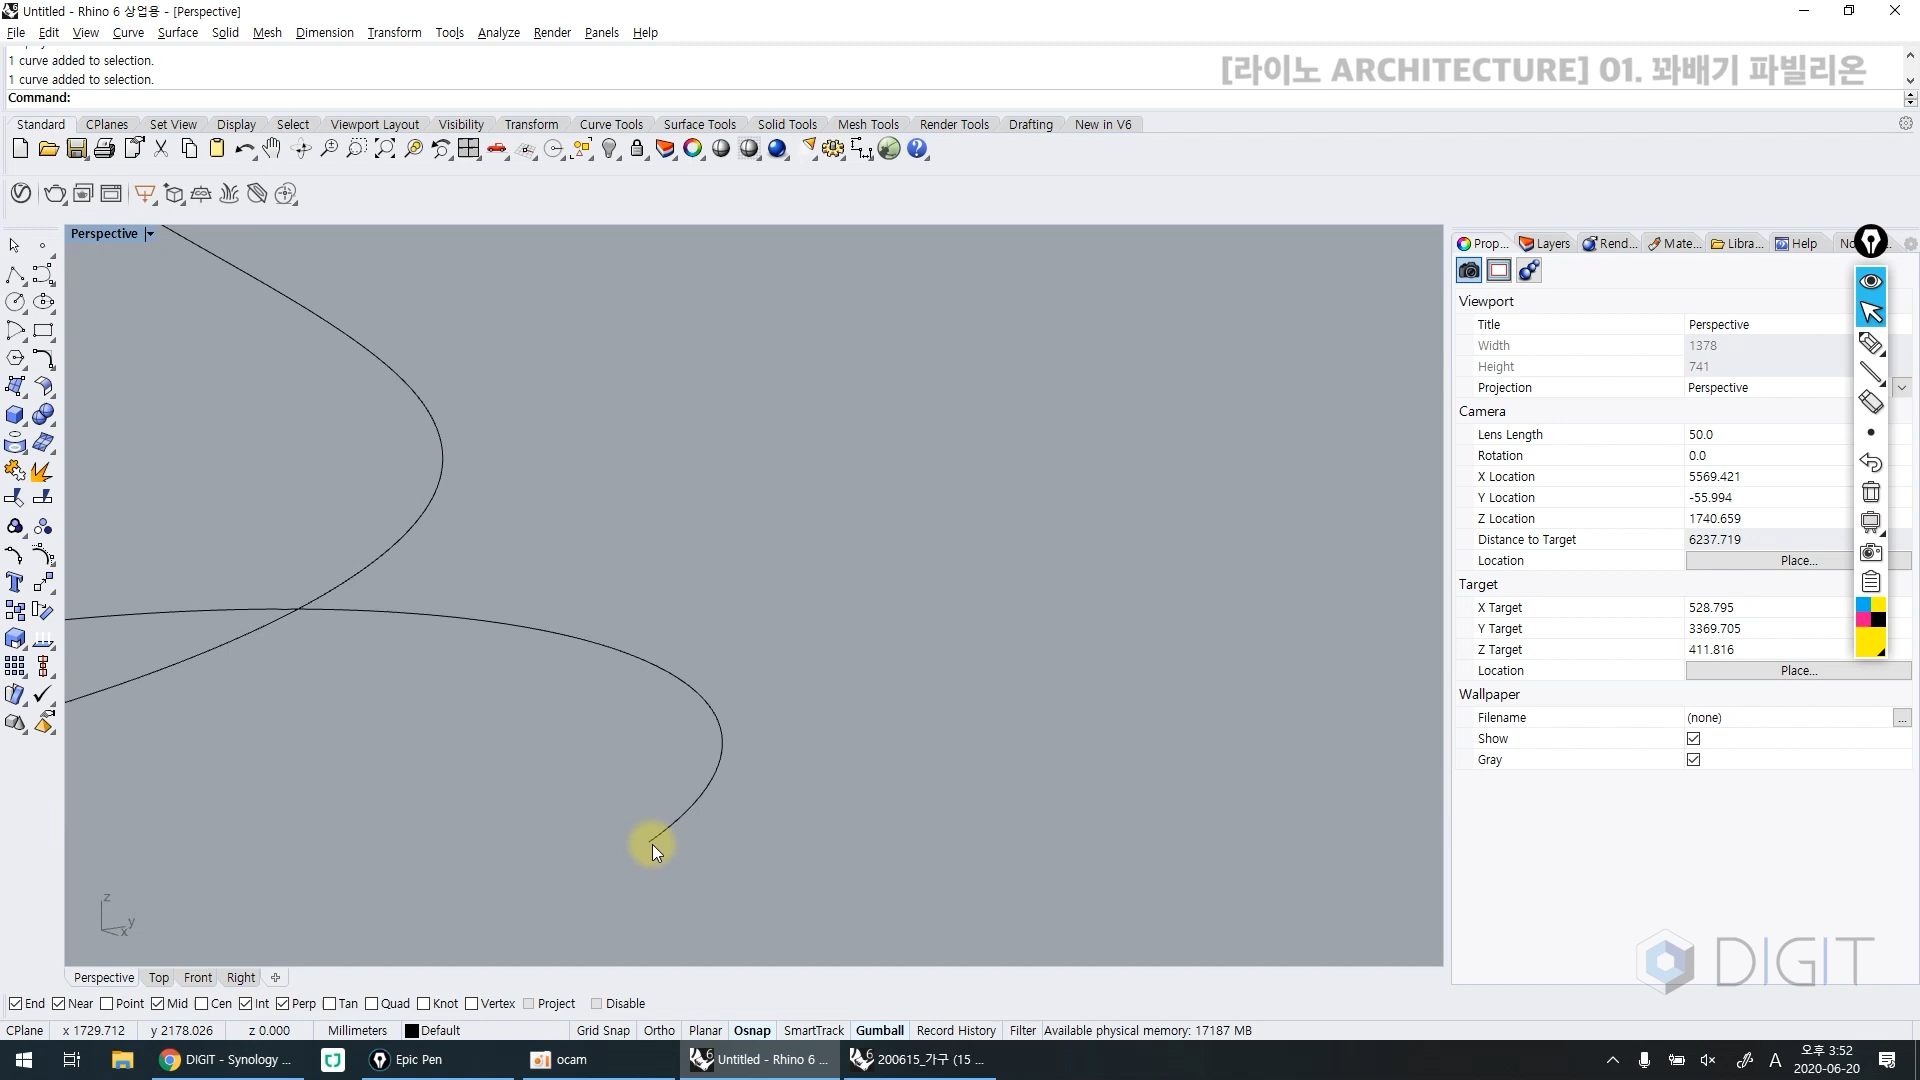 Untitled - Rhino 6 상업용 - [Perspective]
File Edit View Curve Surface Solid Mesh Dimension Transform Tools Analyze Render Panels Help
1 curve added to selection.
1 curve added to selection.
[라이노 ARCHITECTURE] 01. 꽈배기 파빌리온
Command:
Standard CPlanes Set View Display Select Viewport Layout Visibility Transform Curve Tools Surface Tools Solid Tools Mesh Tools Render Tools Drafting New in V6
Perspective
Prop... Layers Rend... Mate... Libra... Help
Viewport
Title Perspective
Width 1378
Height 741
Projection Perspective
Camera
Lens Length 50.0
Rotation 0.0
X Location 5569.421
Y Location -55.994
Z Location 1740.659
Distance to Target 6237.719
Location Place...
Target
X Target 528.795
Y Target 3369.705
Z Target 411.816
Location Place...
Wallpaper
Filename (none) ...
Show
Gray
z
y
x
DIGIT
Perspective Top Front Right
End Near Point Mid Cen Int Perp Tan Quad Knot Vertex Project Disable
CPlane x 1729.712 y 2178.026 z 0.000 Millimeters Default Grid Snap Ortho Planar Osnap SmartTrack Gumball Record History Filter Available physical memory: 17187 MB
DIGIT - Synology ... Epic Pen ocam Untitled - Rhino 6 ... 200615_가구 (15 ... A 오후 3:52
2020-06-20